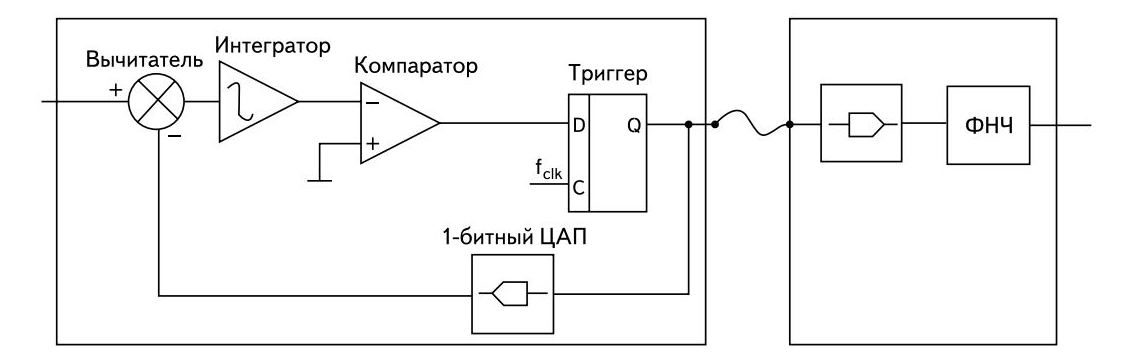 Вычитатель
Интегратор
Компаратор
Триггер
+
−
−
+
D
Q
f clk
C
ФНЧ
1-битный ЦАП